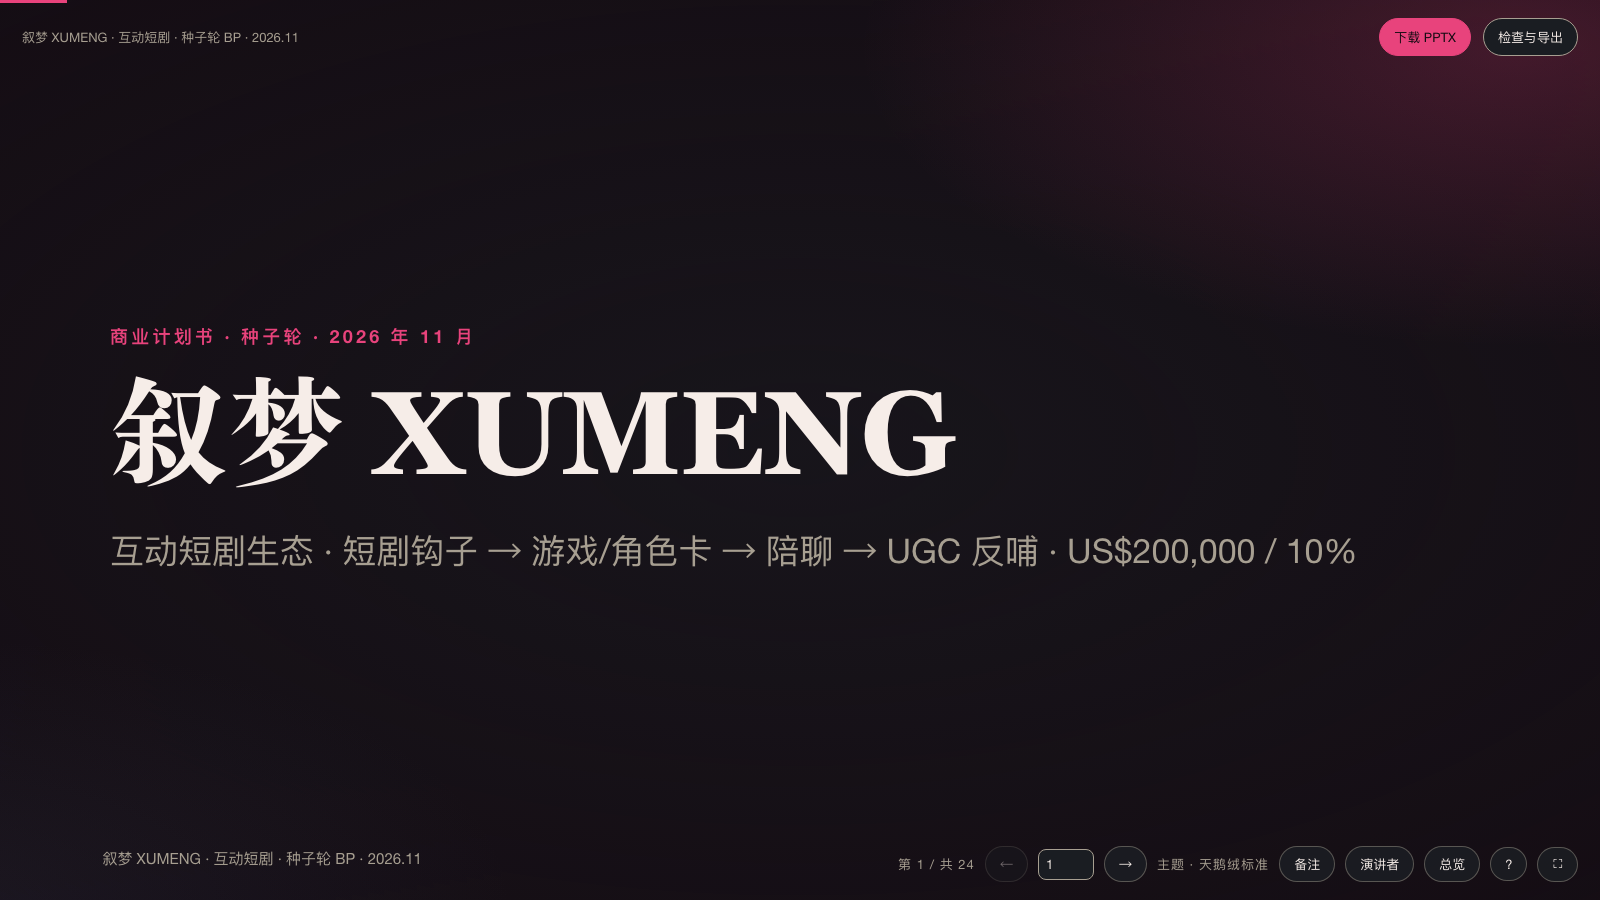 叙梦 XUMENG · 互动短剧 · 种子轮 BP · 2026.11
下载 PPTX
检查与导出
商业计划书 · 种子轮 · 2026 年 11 月
叙梦 XUMENG
互动短剧生态 · 短剧钩子 → 游戏/角色卡 → 陪聊 → UGC 反哺 · US$200,000 / 10%
叙梦 XUMENG · 互动短剧 · 种子轮 BP · 2026.11
第 1 / 共 24
←
1
→
主题 · 天鹅绒标准
备注
演讲者
总览
?